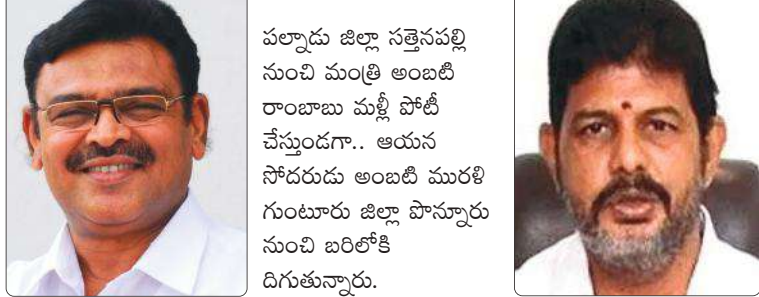 పల్నాడు జిల్లా సత్తెనపల్లి
నుంచి మంత్రి అంబటి
రాంబాబు మళ్లీ పోటీ
చేస్తుండగా.. ఆయన
సోదరుడు అంబటి మురళి
గుంటూరు జిల్లా పొన్నూరు
నుంచి బరిలోకి
దిగుతున్నారు.